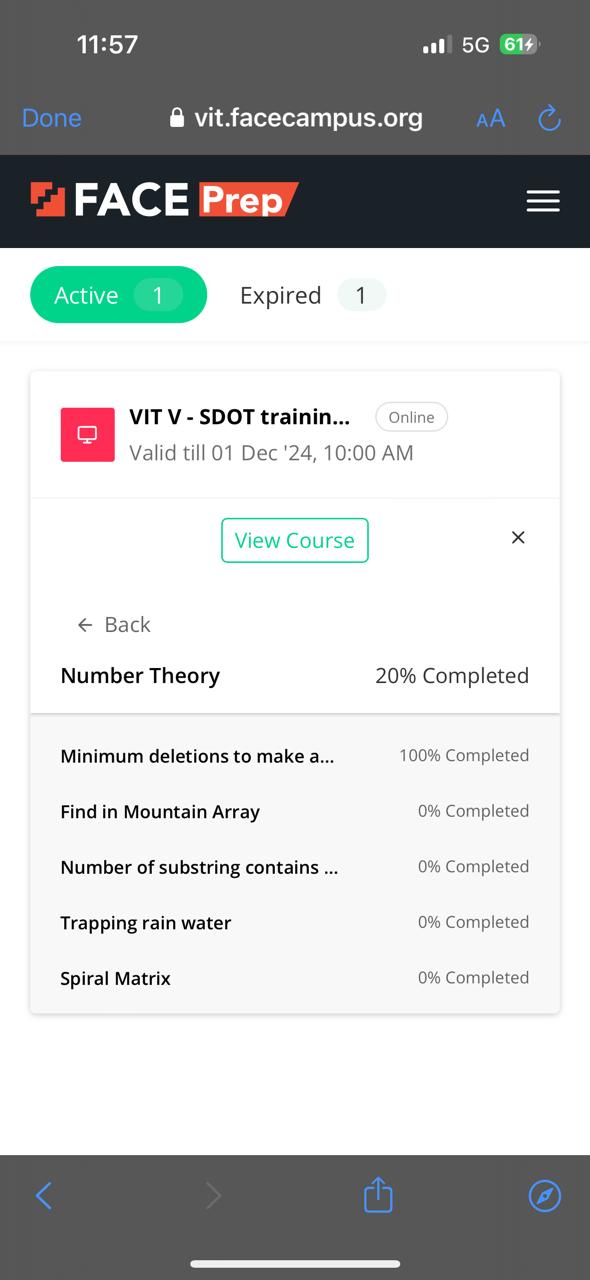 11:57
5G 61
Done vit.facecampus.org AA
FACE Prep
Active 1 Expired 1
VIT V - SDOT trainin... Online
Valid till 01 Dec '24, 10:00 AM
View Course
Back
Number Theory 20% Completed
Minimum deletions to make a... 100% Completed
Find in Mountain Array 0% Completed
Number of substring contains ... 0% Completed
Trapping rain water 0% Completed
Spiral Matrix 0% Completed